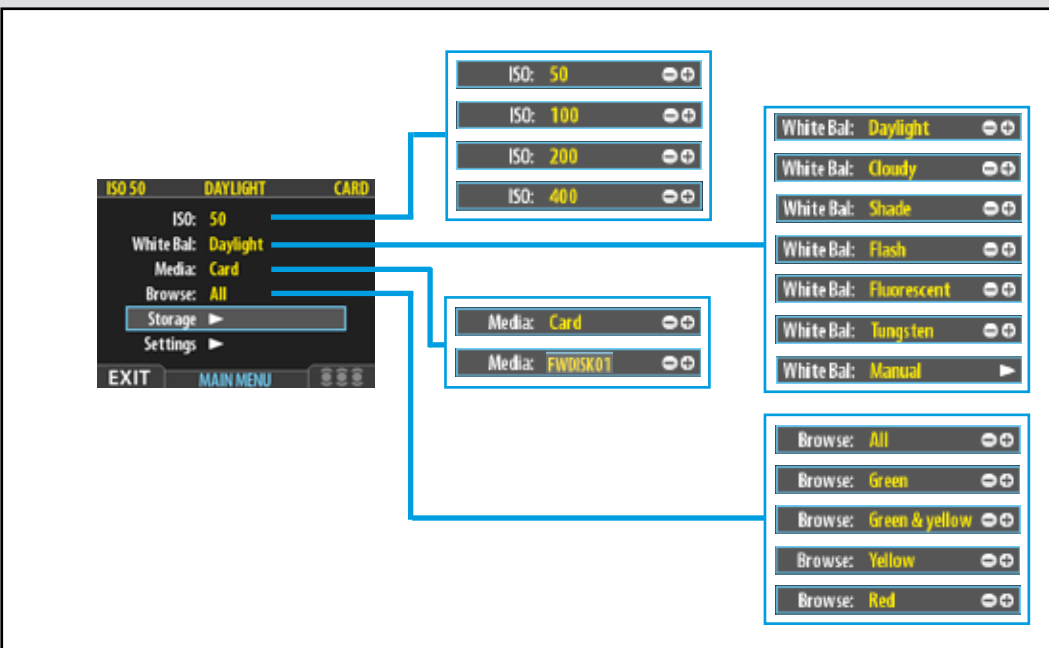 ISO 50 DAYLIGHT CARD
ISO: 50
White Bal: Daylight
Media: Card
Browse: All
Storage
Settings
EXIT MAIN MENU
ISO: 50
ISO: 100
ISO: 200
ISO: 400
Media: Card
Media: FWDISK01
White Bal: Daylight
White Bal: Cloudy
White Bal: Shade
White Bal: Flash
White Bal: Fluorescent
White Bal: Tungsten
White Bal: Manual
Browse: All
Browse: Green
Browse: Green & yellow
Browse: Yellow
Browse: Red